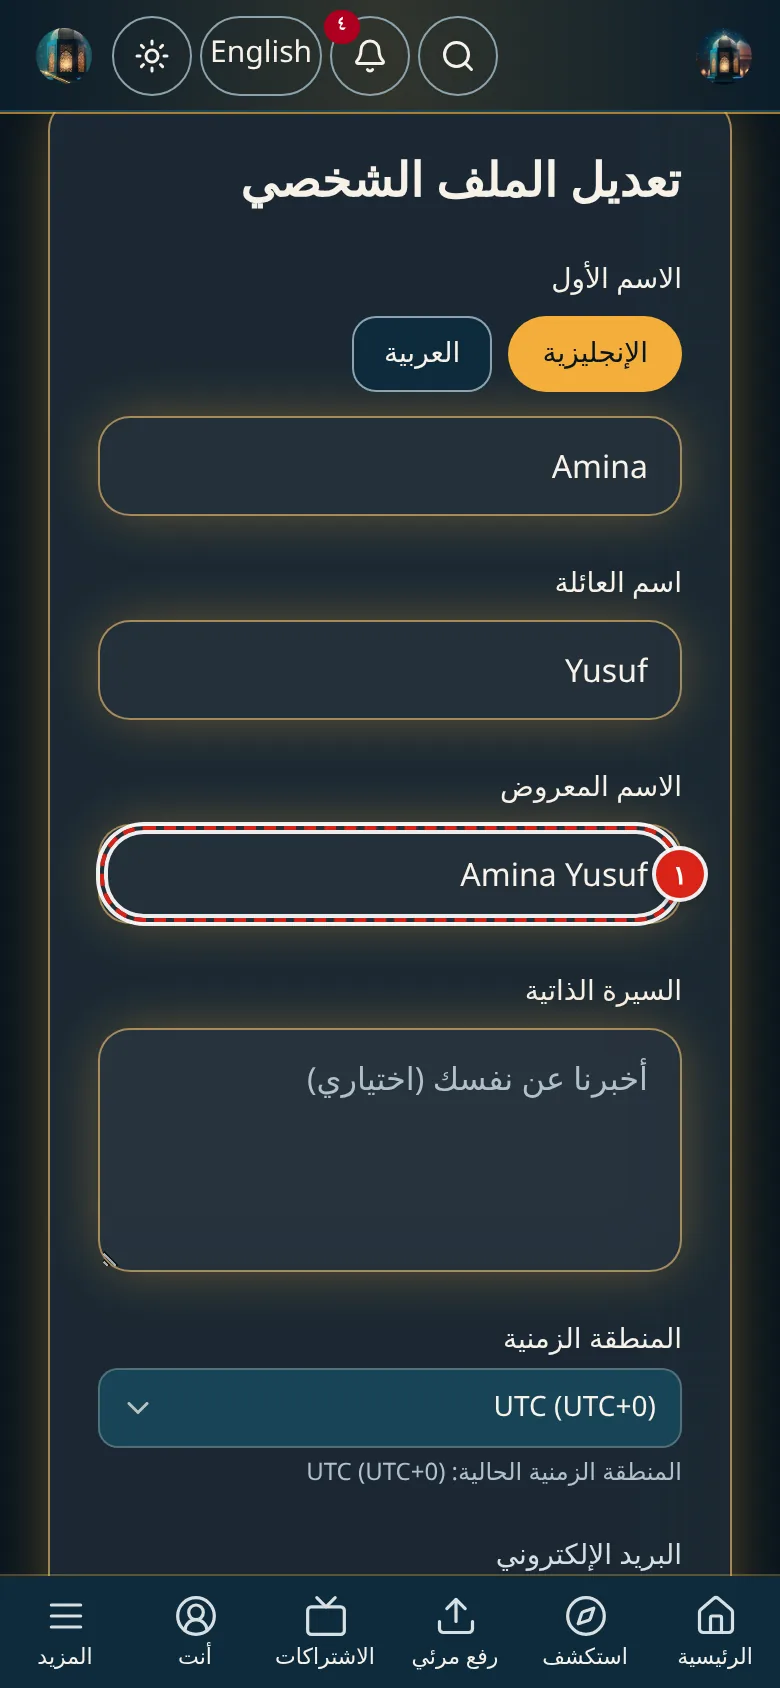 English
٤
تعديل الملف الشخصي
الاسم الأول
الإنجليزية
العربية
Amina
اسم العائلة
Yusuf
الاسم المعروض
Amina Yusuf
١
السيرة الذاتية
أخبرنا عن نفسك (اختياري)
المنطقة الزمنية
UTC (UTC+0)
المنطقة الزمنية الحالية: UTC (UTC+0)
البريد الإلكتروني
الرئيسية
استكشف
رفع مرئي
الاشتراكات
أنت
المزيد